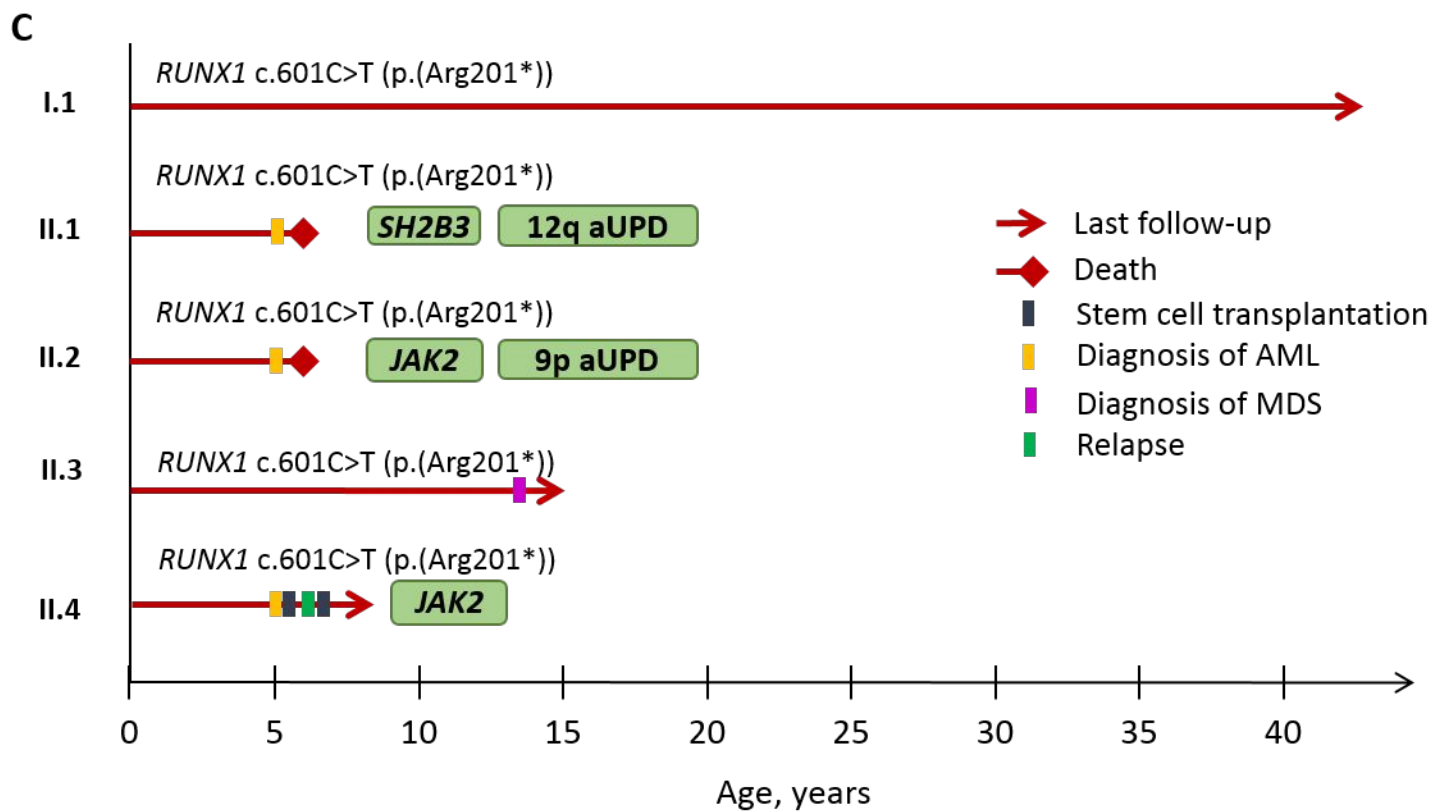 C
RUNX1 c.601C>T (p.(Arg201*))
I.1
RUNX1 c.601C>T (p.(Arg201*))
II.1
SH2B3
12q aUPD
RUNX1 c.601C>T (p.(Arg201*))
II.2
JAK2
9p aUPD
RUNX1 c.601C>T (p.(Arg201*))
II.3
RUNX1 c.601C>T (p.(Arg201*))
II.4
JAK2
Last follow-up
Death
Stem cell transplantation
Diagnosis of AML
Diagnosis of MDS
Relapse
0 5 10 15 20 25 30 35 40
Age, years